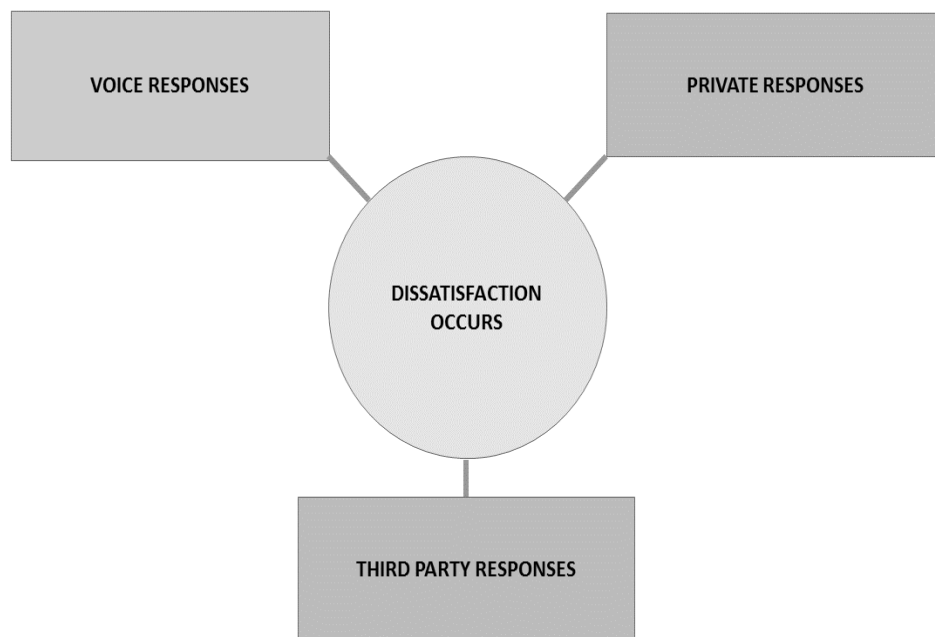 VOICE RESPONSES
PRIVATE RESPONSES
DISSATISFACTION
OCCURS
THIRD PARTY RESPONSES